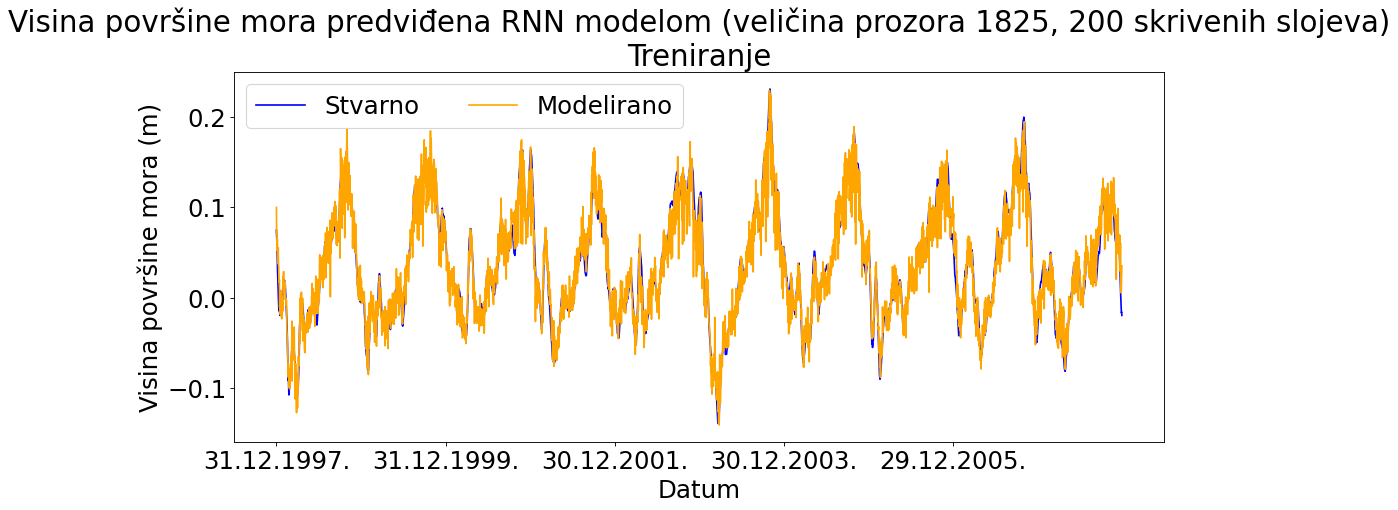 Visina površine mora predviđena RNN modelom (veličina prozora 1825, 200 skrivenih slojeva)
Treniranje
Stvarno Modelirano
Visina površine mora (m)
0.2
0.1
0.0
−0.1
31.12.1997. 31.12.1999. 30.12.2001. 30.12.2003. 29.12.2005.
Datum